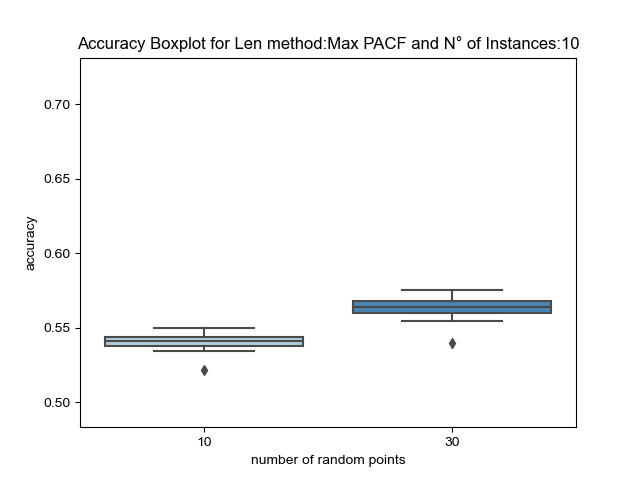 Accuracy Boxplot for Len method:Max PACF and N° of Instances:10
0.70
0.65
0.60
0.55
0.50
accuracy
10
30
number of random points